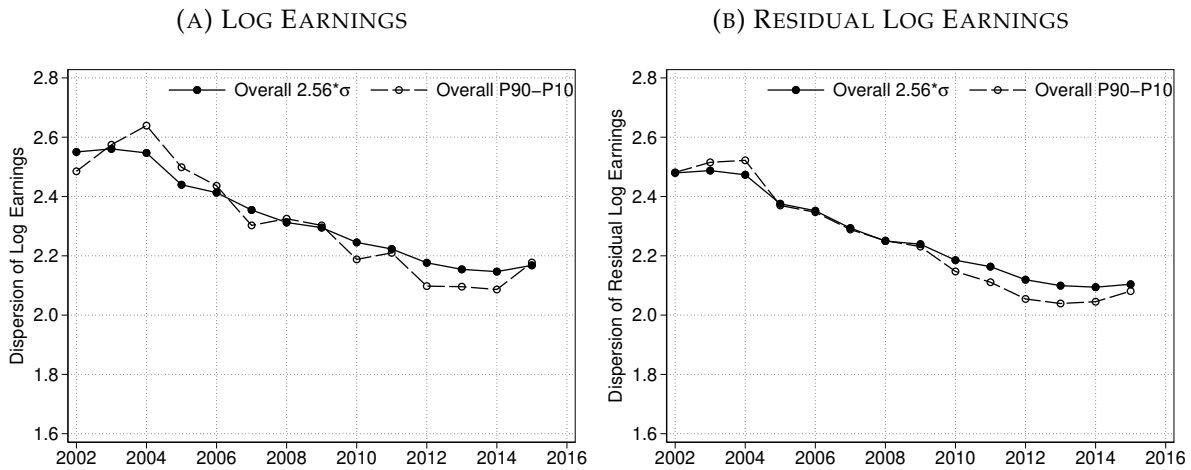 (A) LOG EARNINGS
Overall 2.56*σ
Overall P90−P10
Dispersion of Log Earnings
2.8
2.6
2.4
2.2
2.0
1.8
1.6
2002 2004 2006 2008 2010 2012 2014 2016
(B) RESIDUAL LOG EARNINGS
Overall 2.56*σ
Overall P90−P10
Dispersion of Residual Log Earnings
2.8
2.6
2.4
2.2
2.0
1.8
1.6
2002 2004 2006 2008 2010 2012 2014 2016